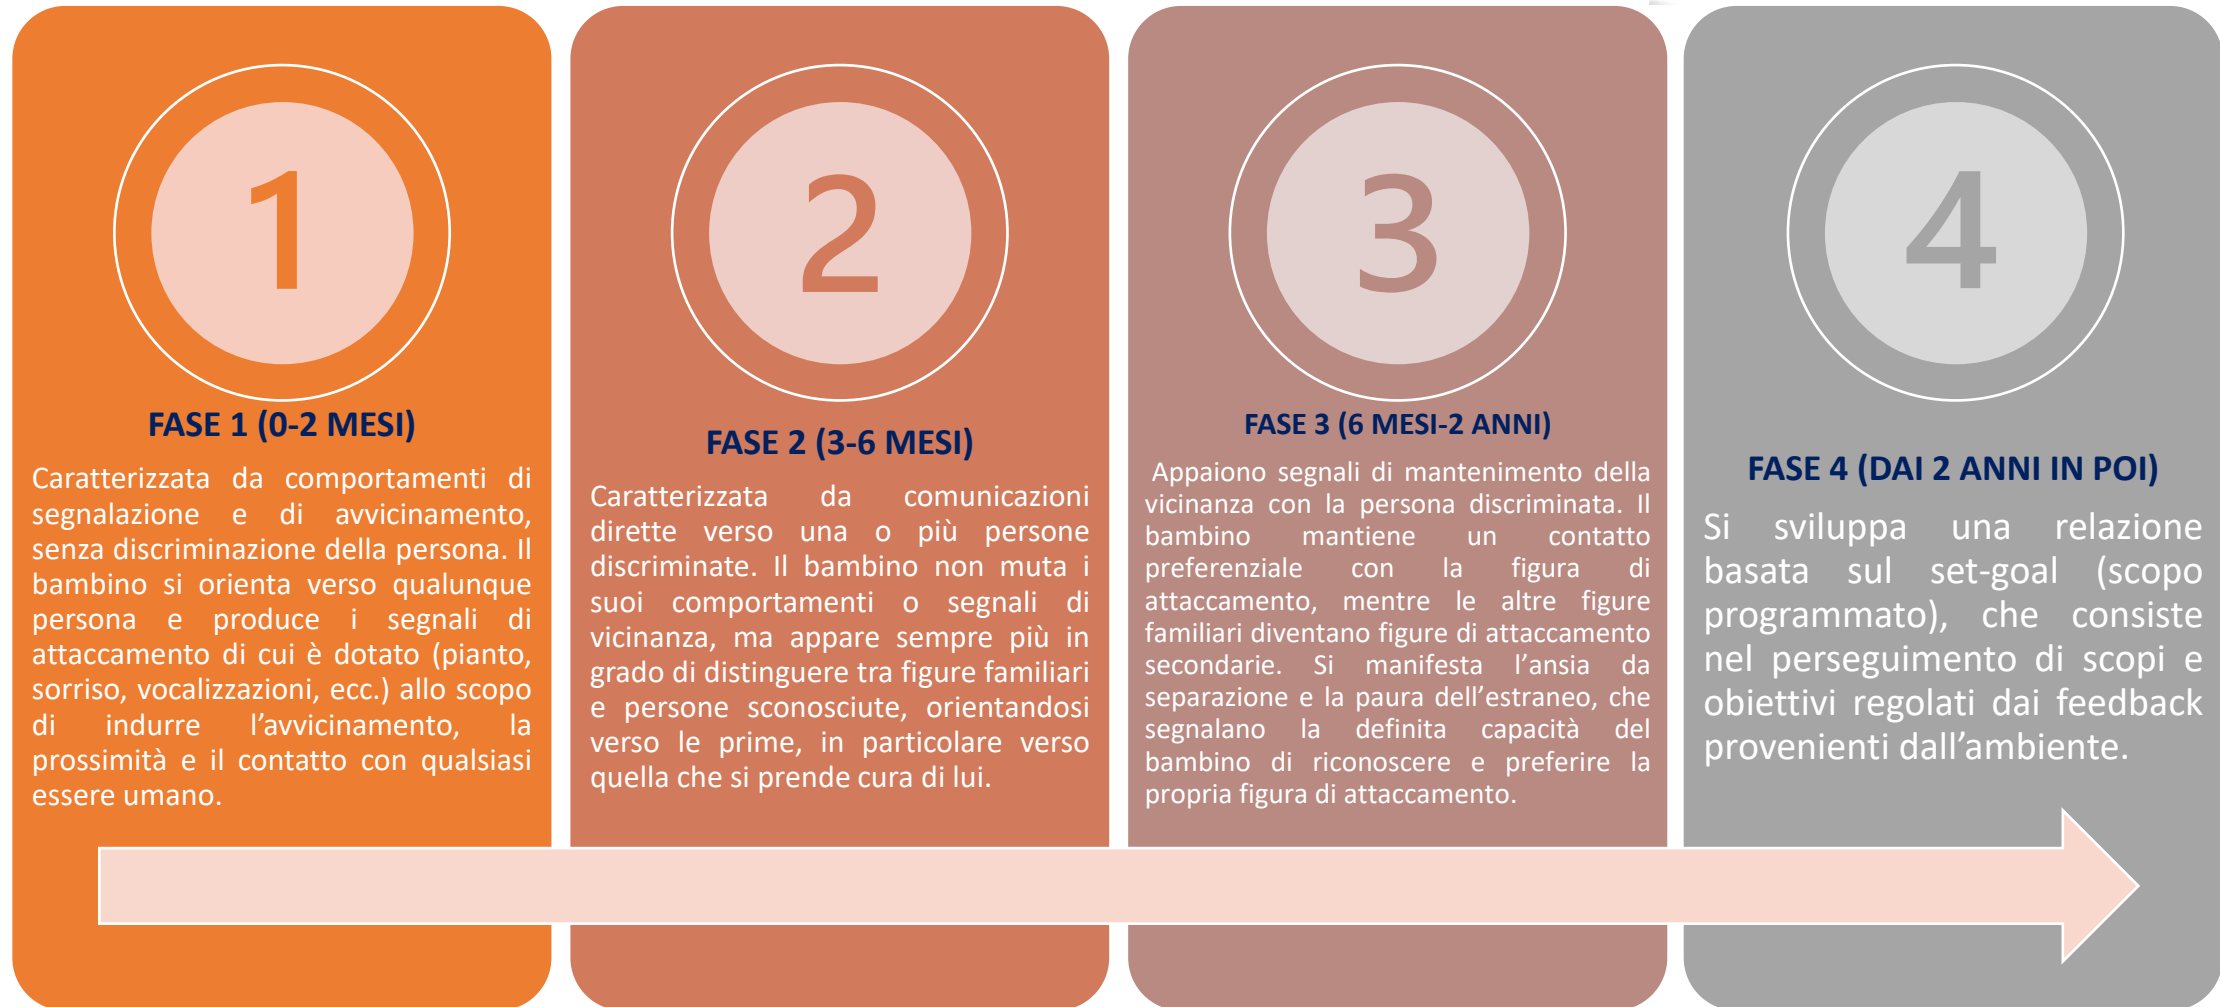 1
FASE 1 (0-2 MESI)
Caratterizzata da comportamenti di
segnalazione e di avvicinamento,
senza discriminazione della persona. Il
bambino si orienta verso qualunque
persona e produce i segnali di
attaccamento di cui è dotato (pianto,
sorriso, vocalizzazioni, ecc.) allo scopo
di indurre l'avvicinamento, la
prossimità e il contatto con qualsiasi
essere umano.
2
FASE 2 (3-6 MESI)
Caratterizzata da comunicazioni
dirette verso una o più persone
discriminate. Il bambino non muta i
suoi comportamenti o segnali di
vicinanza, ma appare sempre più in
grado di distinguere tra figure familiari
e persone sconosciute, orientandosi
verso le prime, in particolare verso
quella che si prende cura di lui.
3
FASE 3 (6 MESI-2 ANNI)
Appaiono segnali di mantenimento della
vicinanza con la persona discriminata. Il
bambino mantiene un contatto
preferenziale con la figura di
attaccamento, mentre le altre figure
familiari diventano figure di attaccamento
secondarie. Si manifesta l'ansia da
separazione e la paura dell'estraneo, che
segnalano la definita capacità del
bambino di riconoscere e preferire la
propria figura di attaccamento.
4
FASE 4 (DAI 2 ANNI IN POI)
Si sviluppa una relazione
basata sul set-goal (scopo
programmato), che consiste
nel perseguimento di scopi e
obiettivi regolati dai feedback
provenienti dall'ambiente.